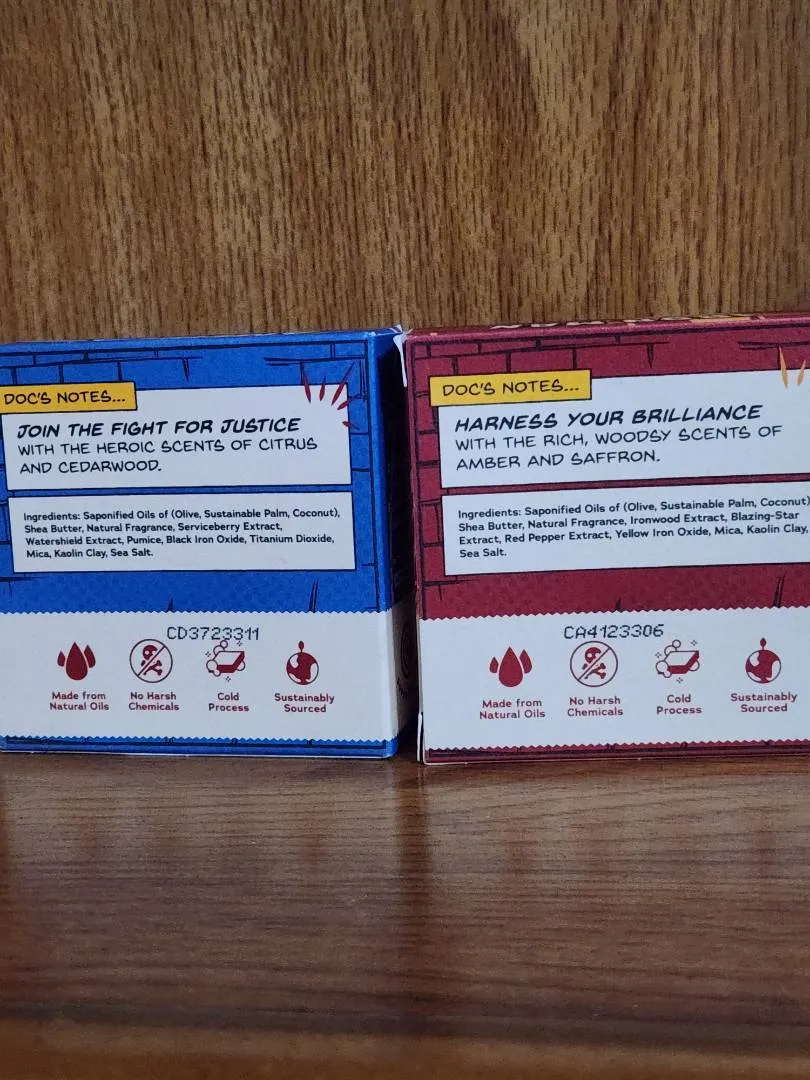 DOC'S NOTES...
JOIN THE FIGHT FOR JUSTICE
WITH THE HEROIC SCENTS OF CITRUS
AND CEDARWOOD.
Ingredients: Saponified Oils of (Olive, Sustainable Palm, Coconut),
Shea Butter, Natural Fragrance, Serviceberry Extract,
Watershield Extract, Pumice, Black Iron Oxide, Titanium Dioxide,
Mica, Kaolin Clay, Sea Salt.
CD3723311
Made from
Natural Oils
No Harsh
Chemicals
Cold
Process
Sustainably
Sourced
DOC'S NOTES...
HARNESS YOUR BRILLIANCE
WITH THE RICH, WOODSY SCENTS OF
AMBER AND SAFFRON.
Ingredients: Saponified Oils of (Olive, Sustainable Palm, Coconut)
Shea Butter, Natural Fragrance, Ironwood Extract, Blazing-Star
Extract, Red Pepper Extract, Yellow Iron Oxide, Mica, Kaolin Clay,
Sea Salt.
CA4123306
Made from
Natural Oils
No Harsh
Chemicals
Cold
Process
Sustainably
Sourced